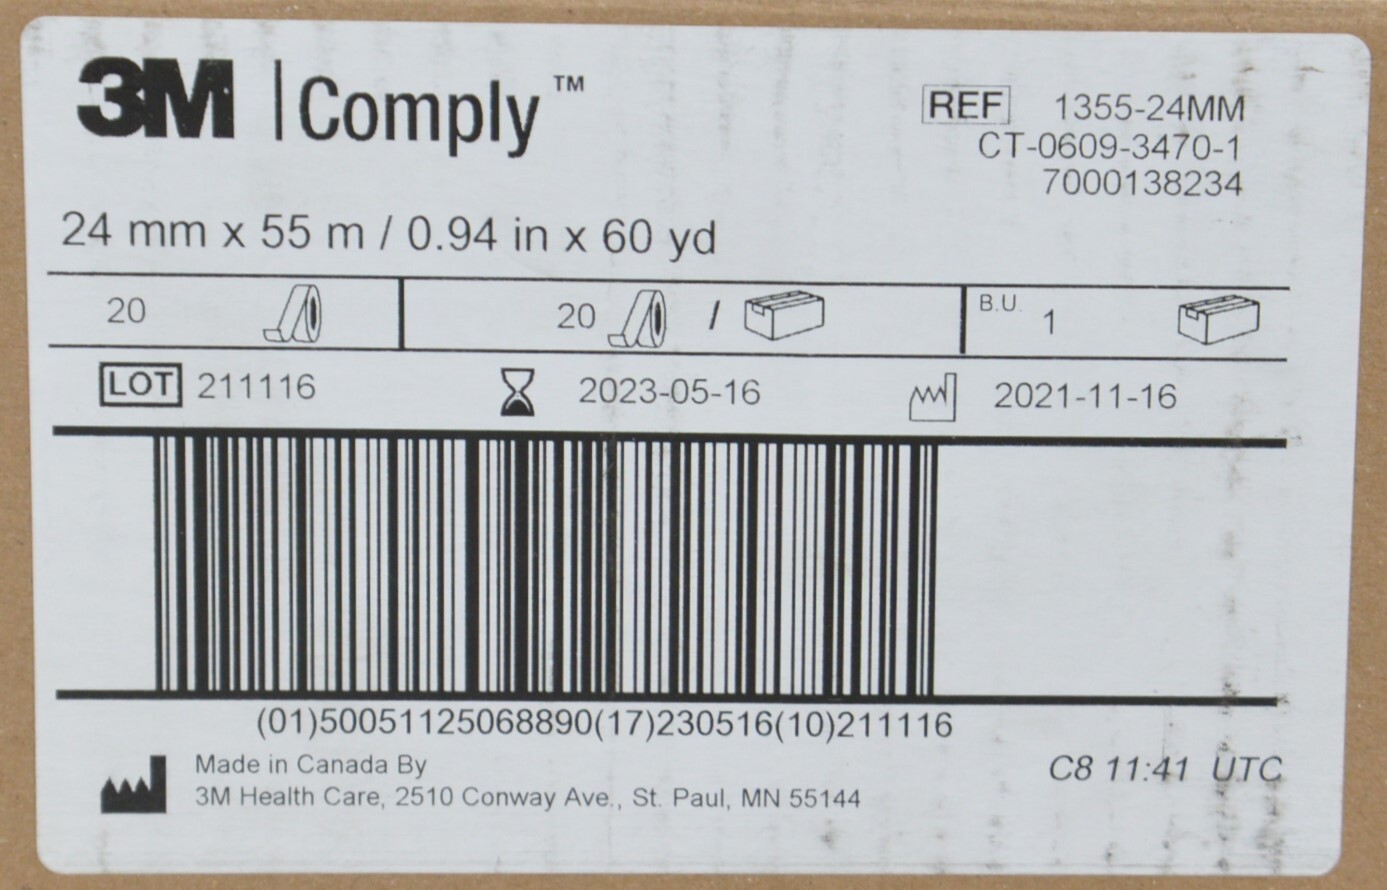 3M | Comply™
REF 1355-24MM
CT-0609-3470-1
7000138234
24 mm x 55 m / 0.94 in x 60 yd
20 20 / B.U. 1
LOT 211116 2023-05-16 2021-11-16
(01)50051125068890(17)230516(10)211116
Made in Canada By
3M Health Care, 2510 Conway Ave., St. Paul, MN 55144
C8 11:41 UTC